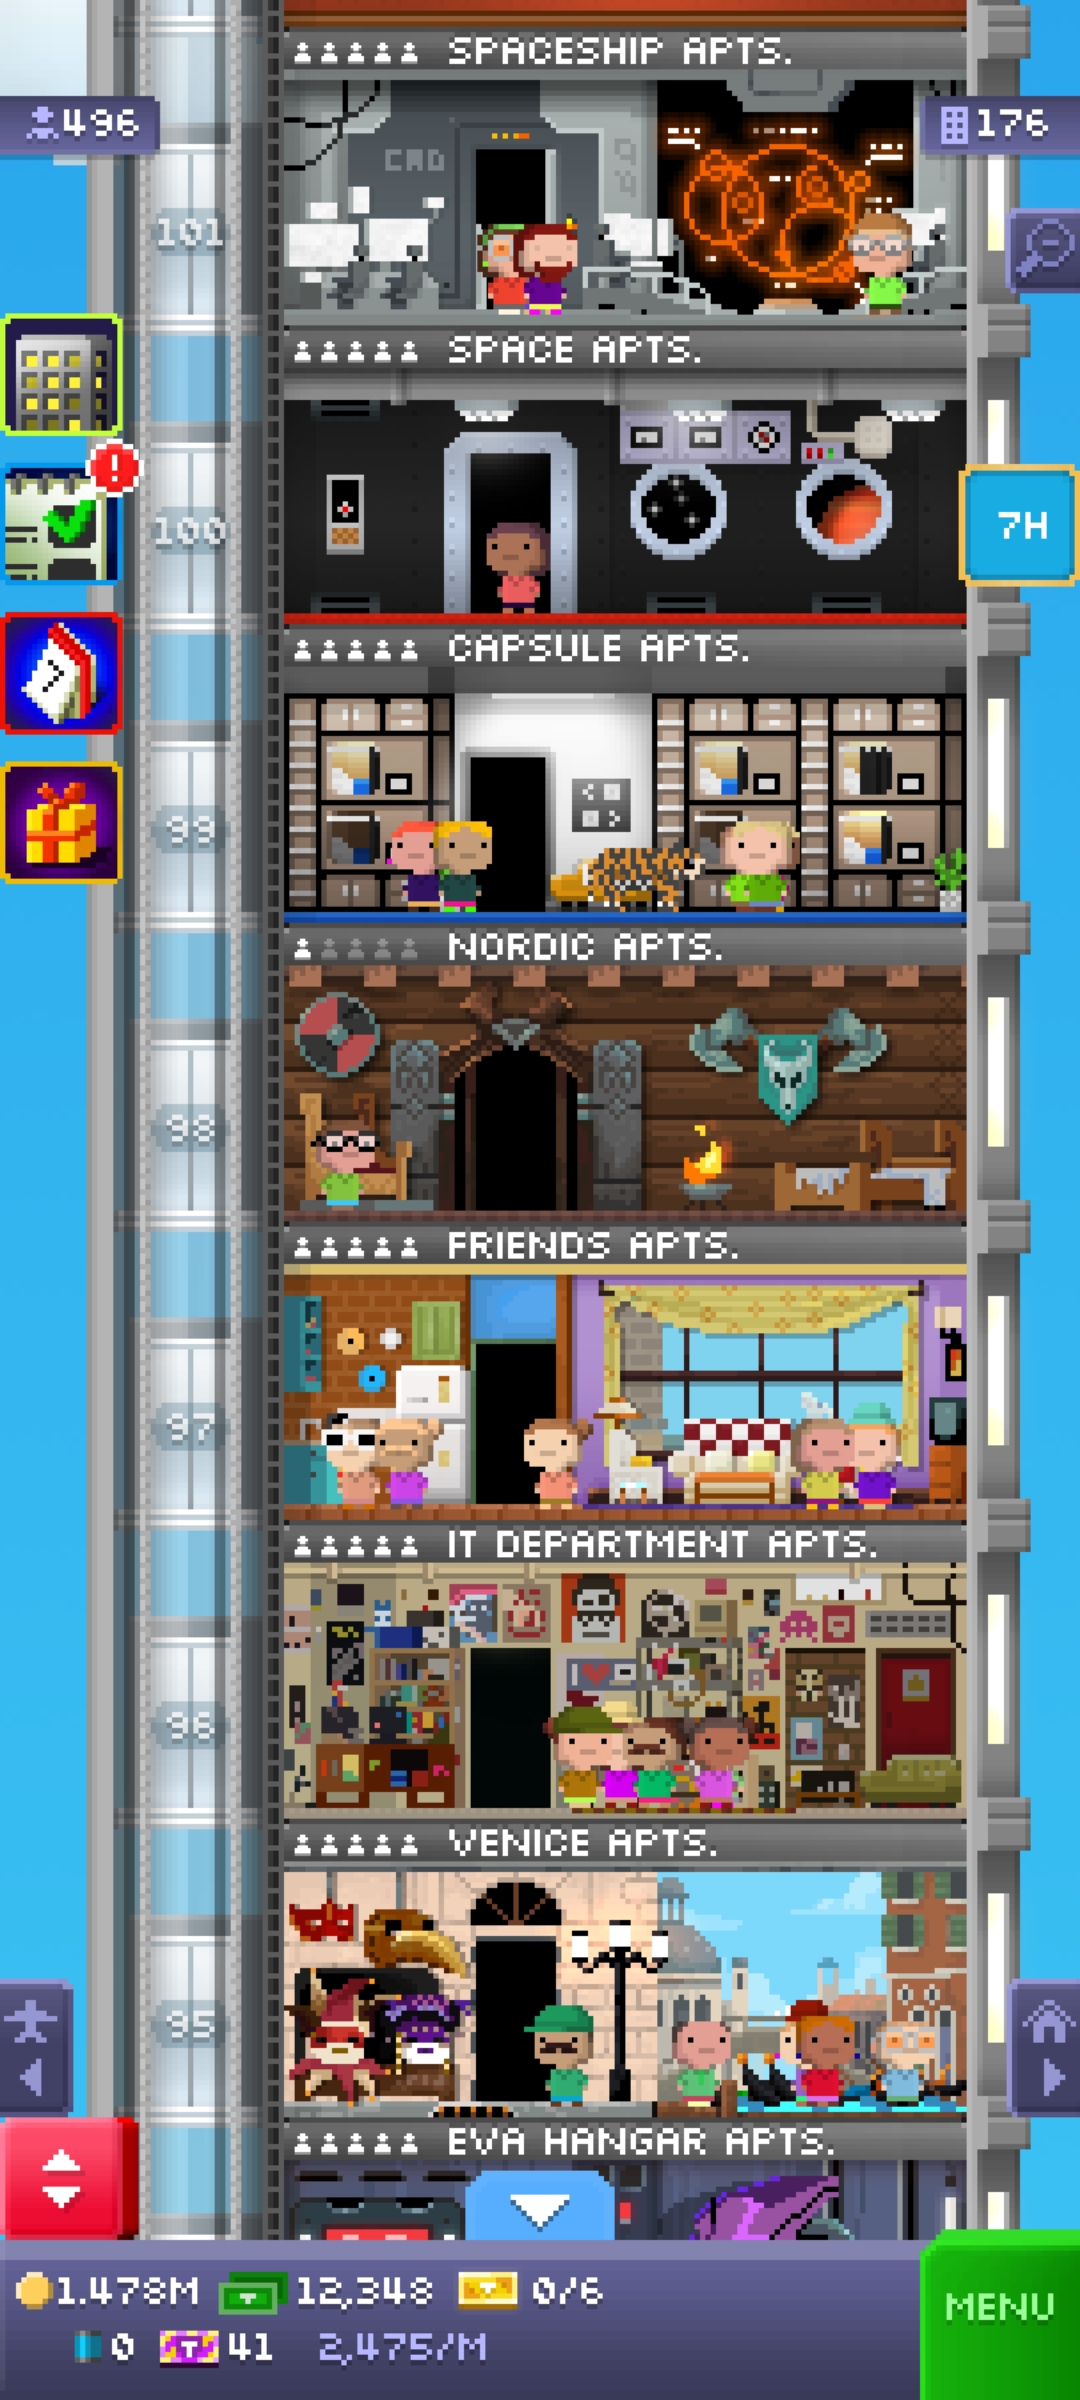 SPACESHIP APTS.
496
176
CAD
94
101
SPACE APTS.
100
7H
CAPSULE APTS.
99
NORDIC APTS.
98
FRIENDS APTS.
97
IT DEPARTMENT APTS.
96
VENICE APTS.
95
EVA HANGAR APTS.
1.478M 12,348 0/6
MENU
0 41 2,475/M